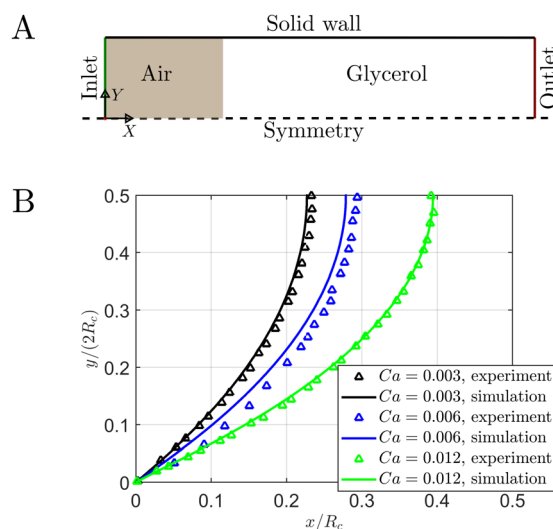 A
Solid wall
Inlet
Air
Glycerol
Outlet
Y
X
Symmetry
B
0.5
0.4
0.3
0.2
0.1
0
y/(2R_c)
Ca = 0.003, experiment
Ca = 0.003, simulation
Ca = 0.006, experiment
Ca = 0.006, simulation
Ca = 0.012, experiment
Ca = 0.012, simulation
0 0.1 0.2 0.3 0.4 0.5
x/R_c